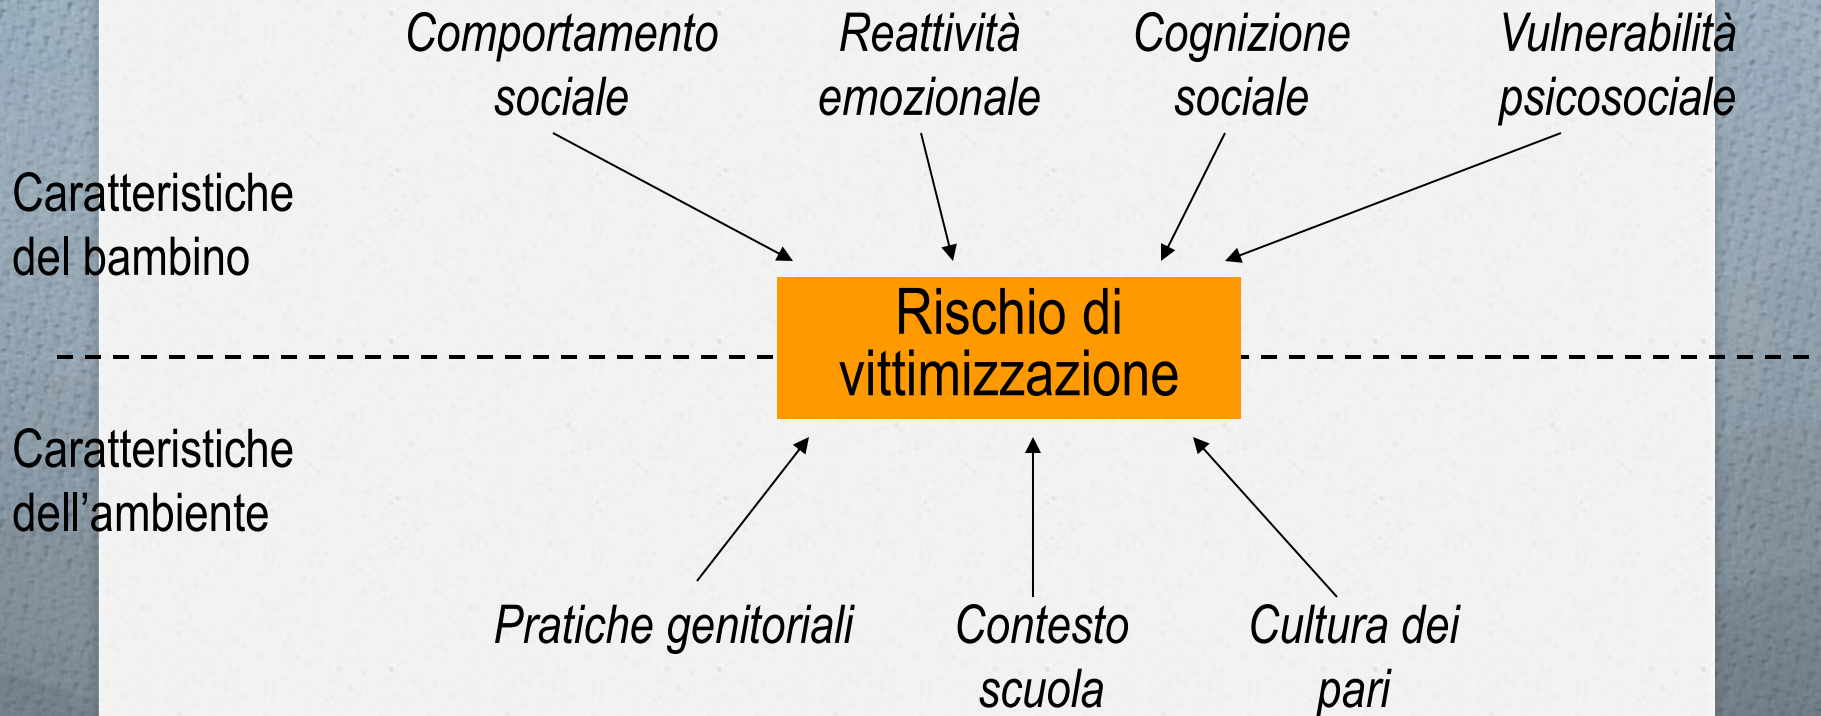 Comportamento
sociale
Reattività
emozionale
Cognizione
sociale
Vulnerabilità
psicosociale
Caratteristiche
del bambino
Rischio di
vittimizzazione
Caratteristiche
dell’ambiente
Pratiche genitoriali
Contesto
scuola
Cultura dei
pari